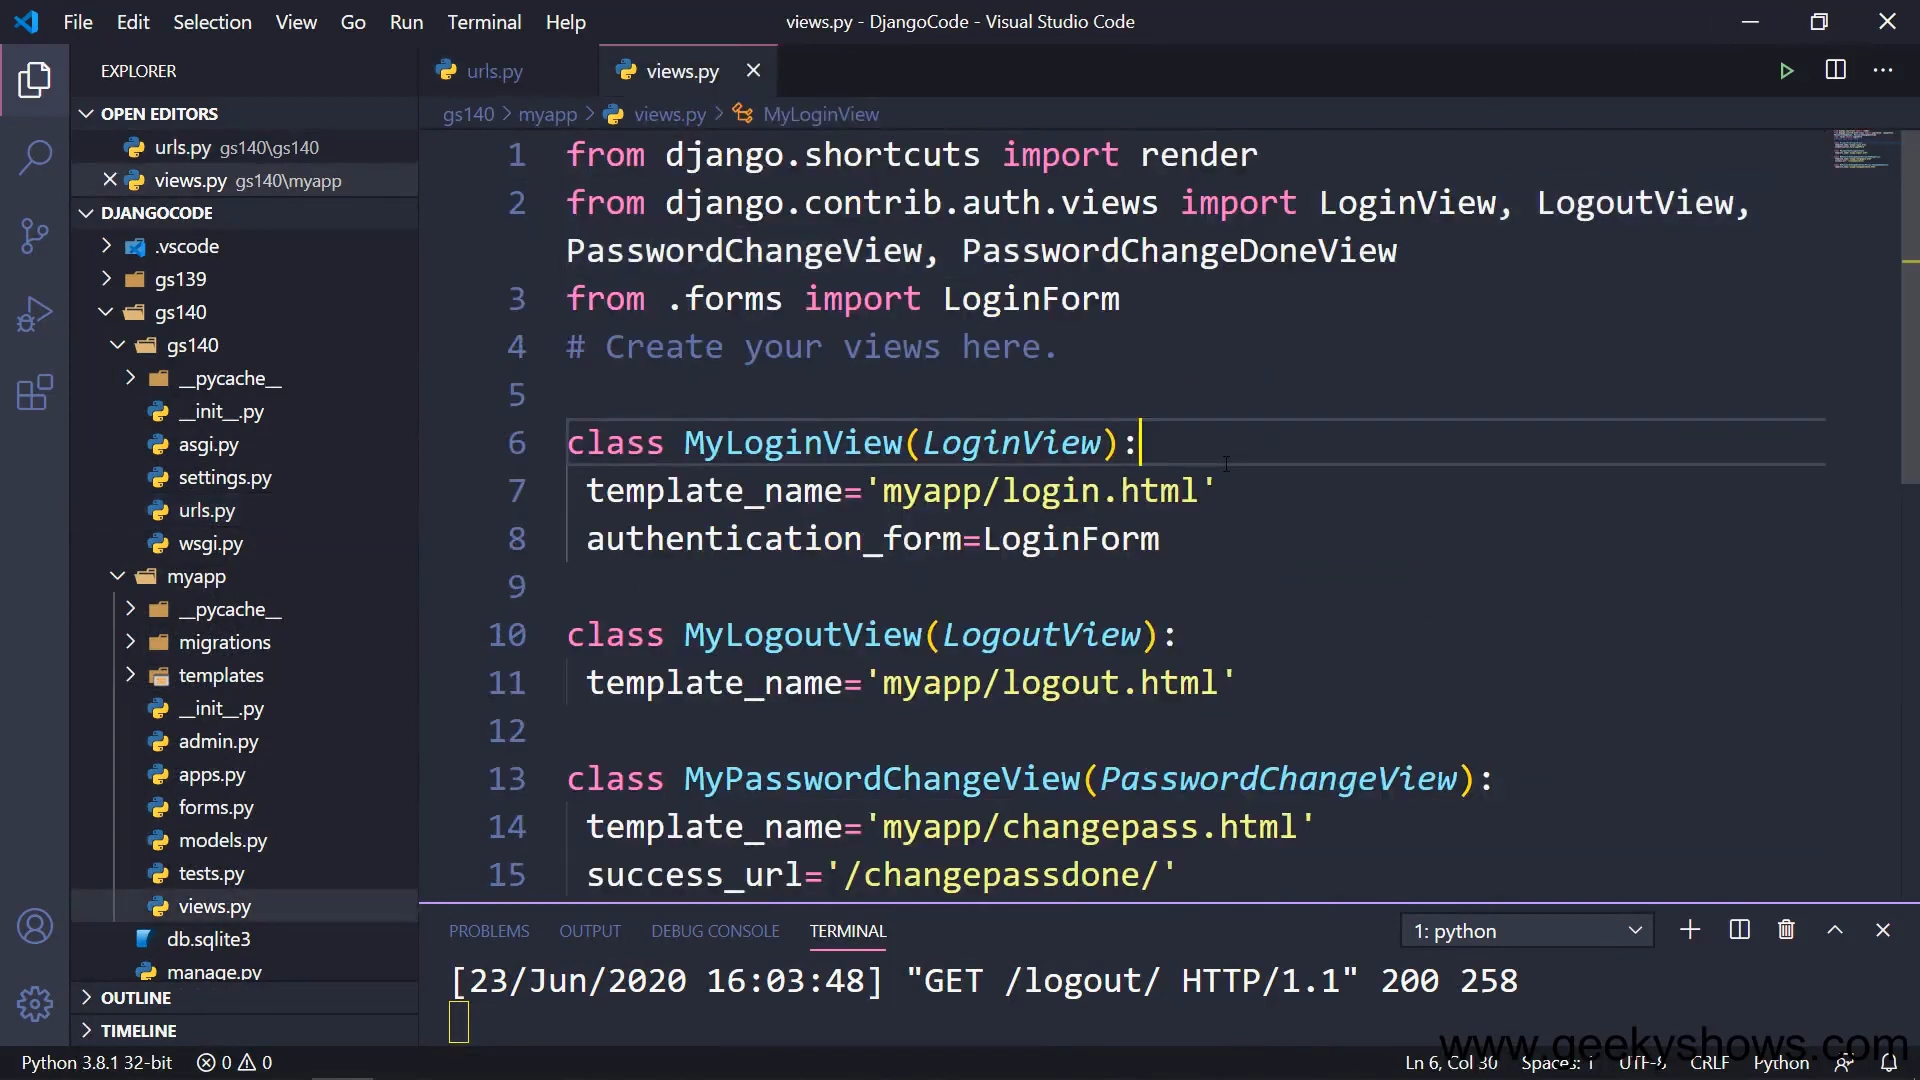 File Edit Selection View Go Run Terminal Help
views.py - DjangoCode - Visual Studio Code
EXPLORER
OPEN EDITORS
urls.py gs140\gs140
views.py gs140\myapp
DJANGOCODE
.vscode
gs139
gs140
gs140
__pycache__
__init__.py
asgi.py
settings.py
urls.py
wsgi.py
myapp
__pycache__
migrations
templates
__init__.py
admin.py
apps.py
forms.py
models.py
tests.py
views.py
db.sqlite3
manage.py
OUTLINE
TIMELINE
urls.py
views.py
gs140 > myapp > views.py > MyLoginView
1 from django.shortcuts import render
2 from django.contrib.auth.views import LoginView, LogoutView,
PasswordChangeView, PasswordChangeDoneView
3 from .forms import LoginForm
4 # Create your views here.
5
6 class MyLoginView(LoginView):
7 template_name='myapp/login.html'
8 authentication_form=LoginForm
9
10 class MyLogoutView(LogoutView):
11 template_name='myapp/logout.html'
12
13 class MyPasswordChangeView(PasswordChangeView):
14 template_name='myapp/changepass.html'
15 success_url='/changepassdone/'
PROBLEMS OUTPUT DEBUG CONSOLE TERMINAL
1: python
[23/Jun/2020 16:03:48] "GET /logout/ HTTP/1.1" 200 258
www.geekyshows.com
Python 3.8.1 32-bit 0 0
Ln 6, Col 30 Spaces: 1 UTF-8 CRLF Python